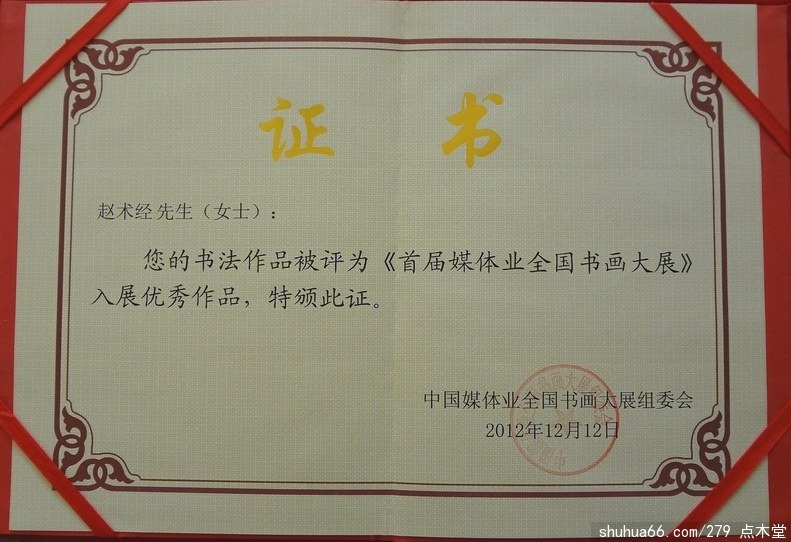 证书
赵术经先生（女士）：
您的书法作品被评为《首届媒体业全国书画大展》
入展优秀作品，特颁此证。
中国媒体业全国书画大展组委会
2012年12月12日
shuhua66.com/279 点木堂